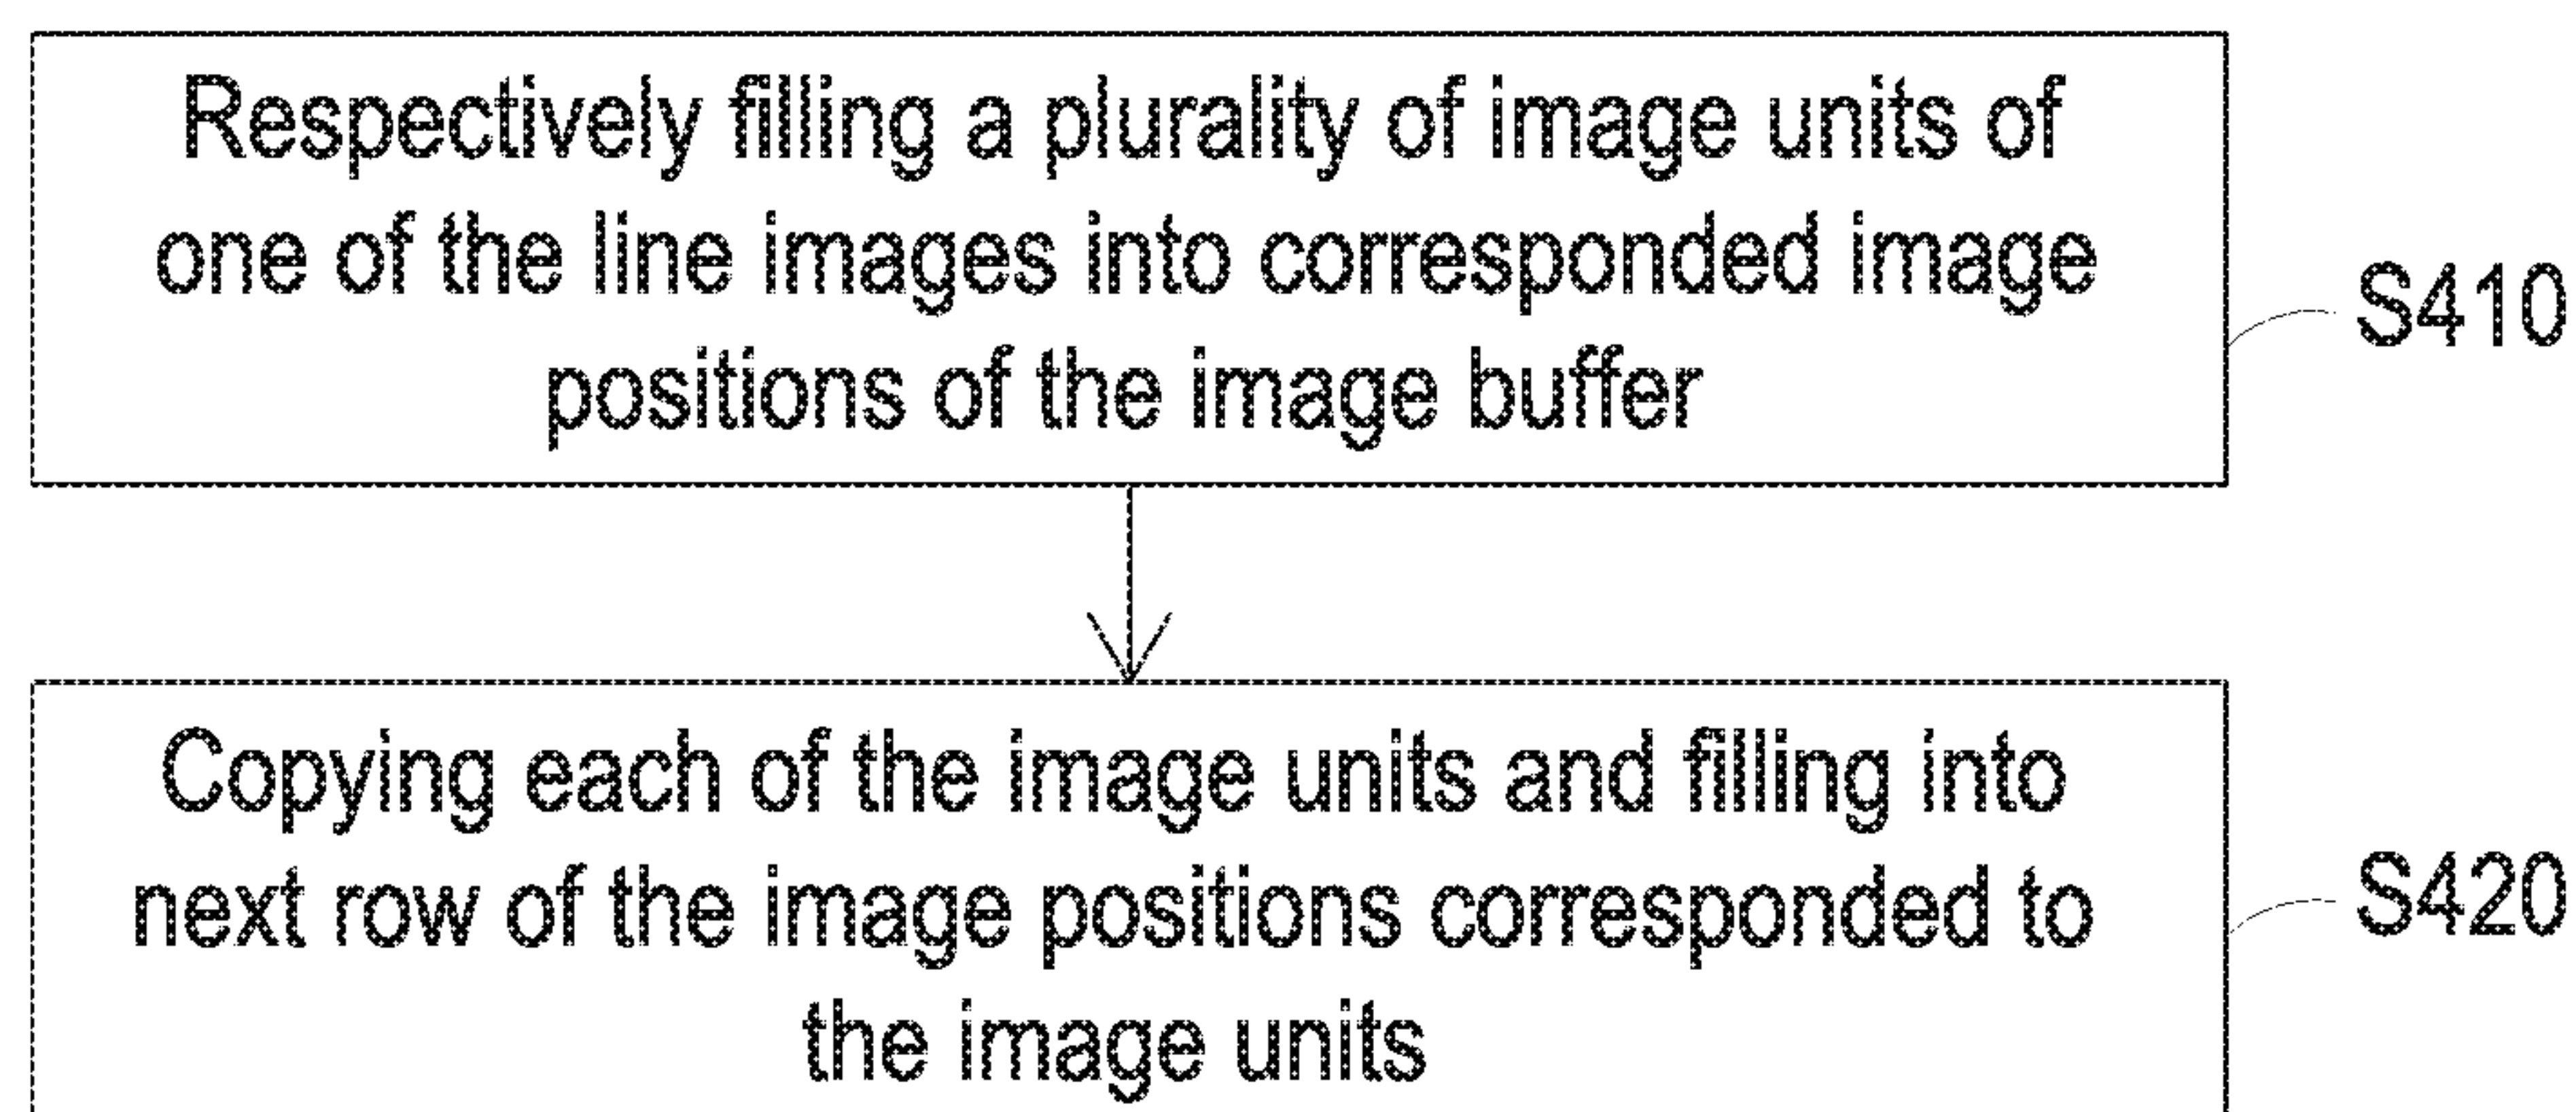 Respectively filling a plurality of image units of
one of the line images into corresponded image
positions of the image buffer
S410
Copying each of the image units and filling into
next row of the image positions corresponded to
the image units
S420